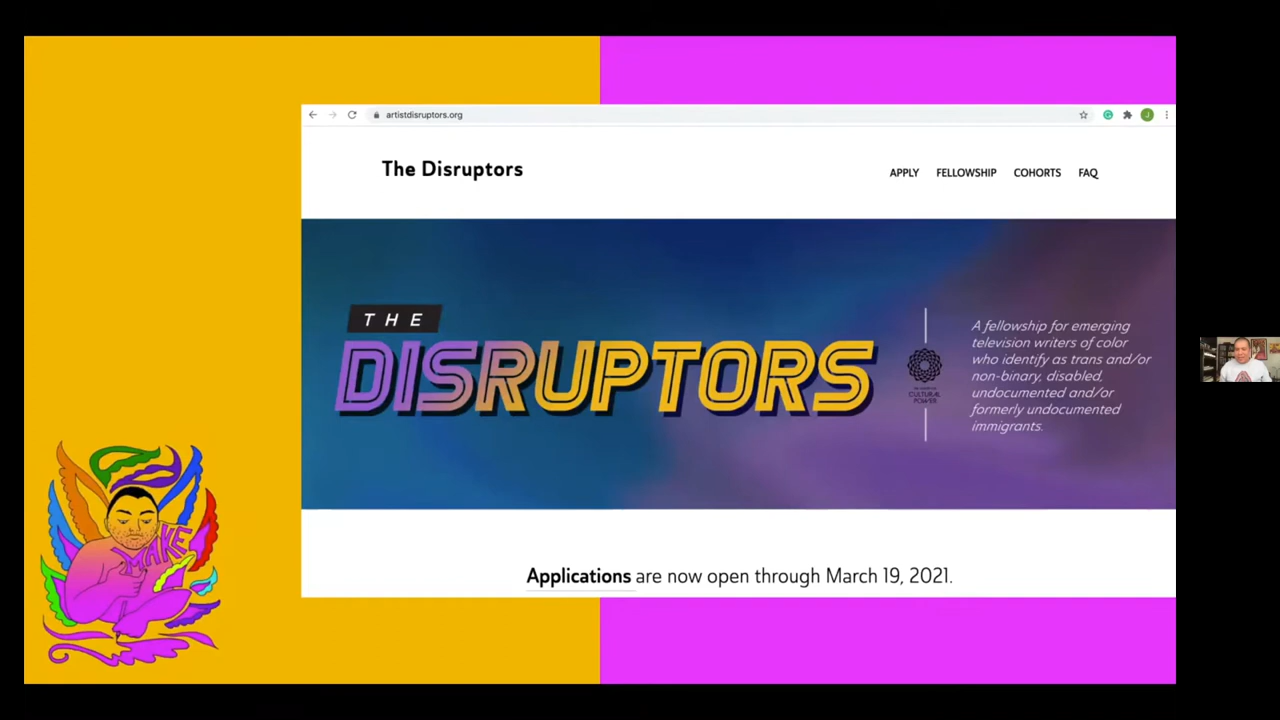 artistdisruptors.org
J
The Disruptors
APPLY FELLOWSHIP COHORTS FAQ
THE
DISRUPTORS
CULTURAL
POWER
A fellowship for emerging
television writers of color
who identify as trans and/or
non-binary, disabled,
undocumented and/or
formerly undocumented
immigrants.
MAKE
Applications are now open through March 19, 2021.